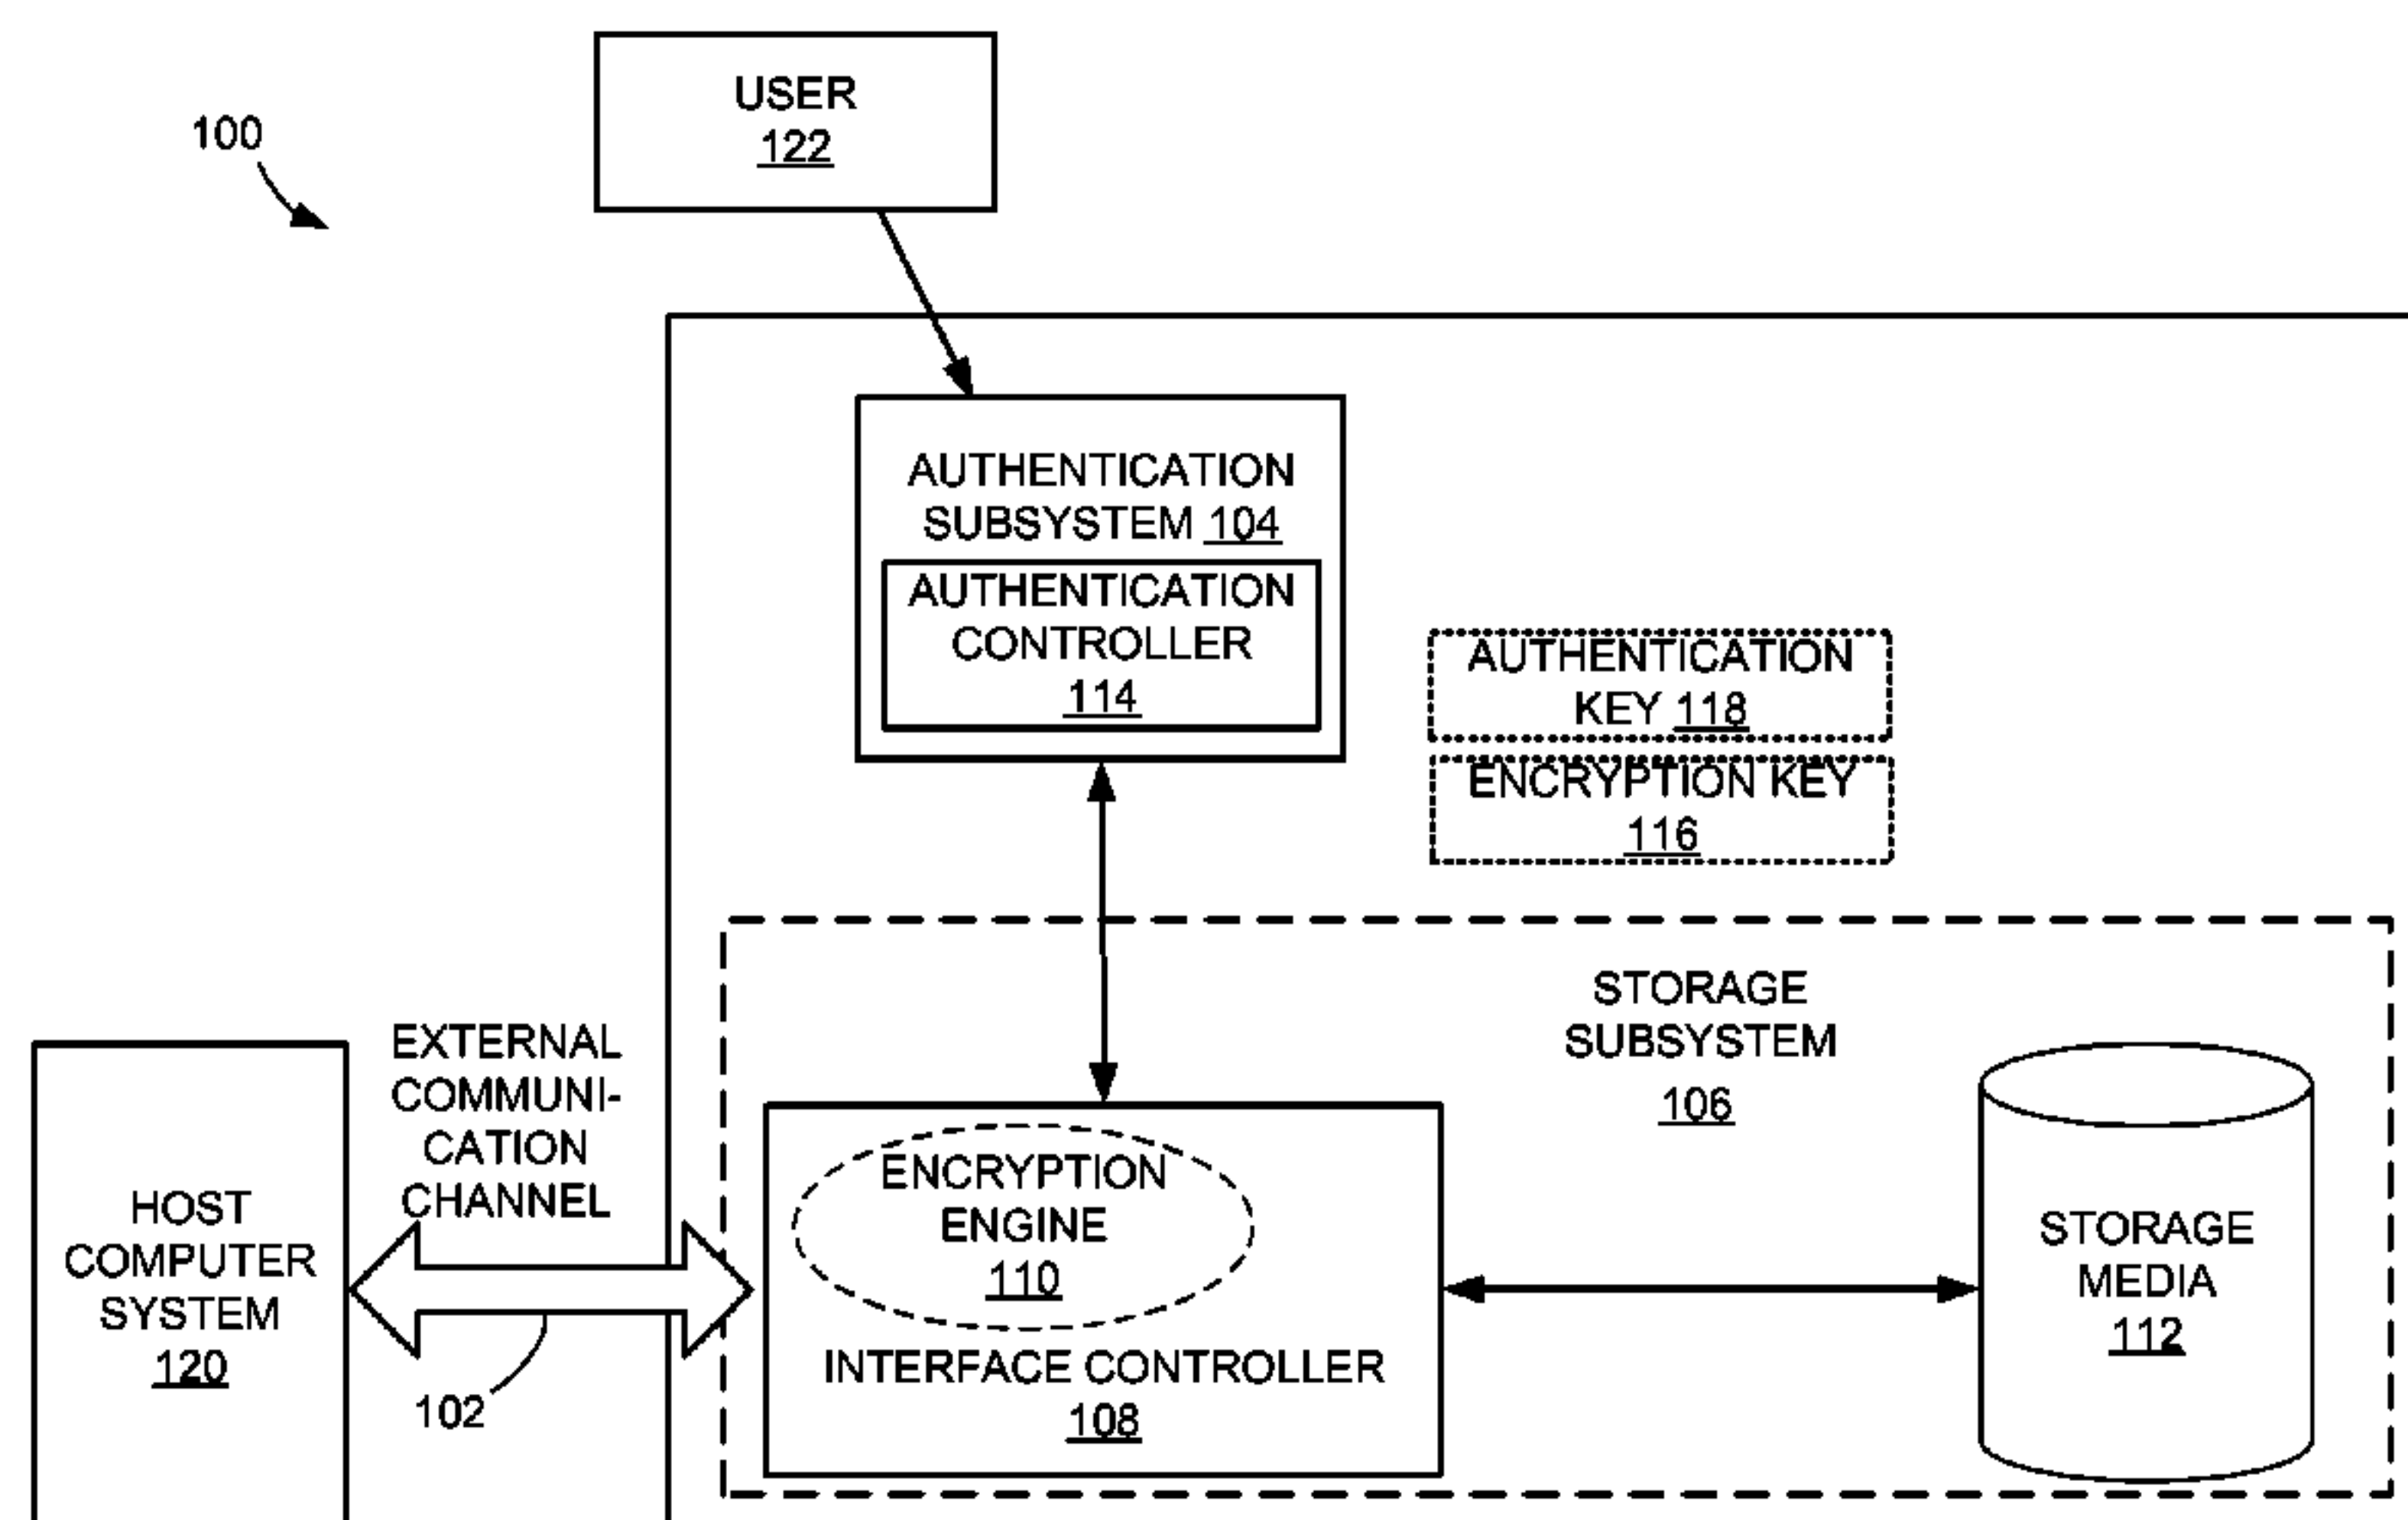 100
USER
122
AUTHENTICATION
SUBSYSTEM 104
AUTHENTICATION
CONTROLLER
114
AUTHENTICATION
KEY 118
ENCRYPTION KEY
116
STORAGE
SUBSYSTEM
106
EXTERNAL
COMMUNI-
CATION
CHANNEL
102
HOST
COMPUTER
SYSTEM
120
ENCRYPTION
ENGINE
110
INTERFACE CONTROLLER
108
STORAGE
MEDIA
112